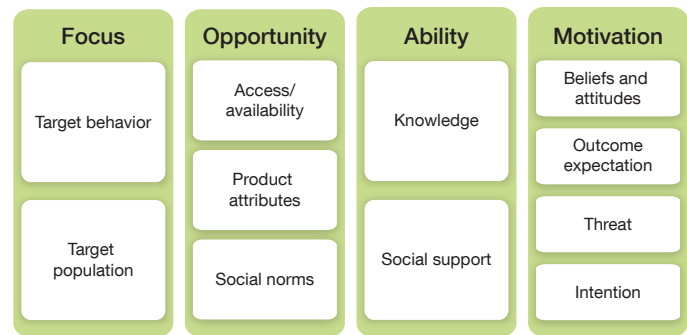 Focus
Target behavior
Target
population
Opportunity
Access/
availability
Product
attributes
Social norms
Ability
Knowledge
Social support
Motivation
Beliefs and
attitudes
Outcome
expectation
Threat
Intention